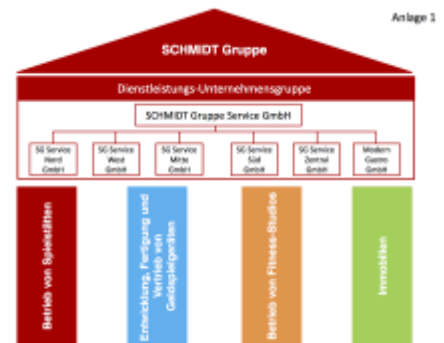 Anlage 1
SCHMIDT Gruppe
Dienstleistungs-Unternehmensgruppe
SCHMIDT Gruppe Service GmbH
SG Service
Nord
GmbH
SG Service
West
GmbH
SG Service
Mitte
GmbH
SG Service
Süd
GmbH
SG Service
Zentral
GmbH
Modern
Gastro
GmbH
Betrieb von Spielstätten
Entwicklung, Fertigung und
Vertrieb von
Geldspielgeräten
Betrieb von Fitness-Studios
Immobilien